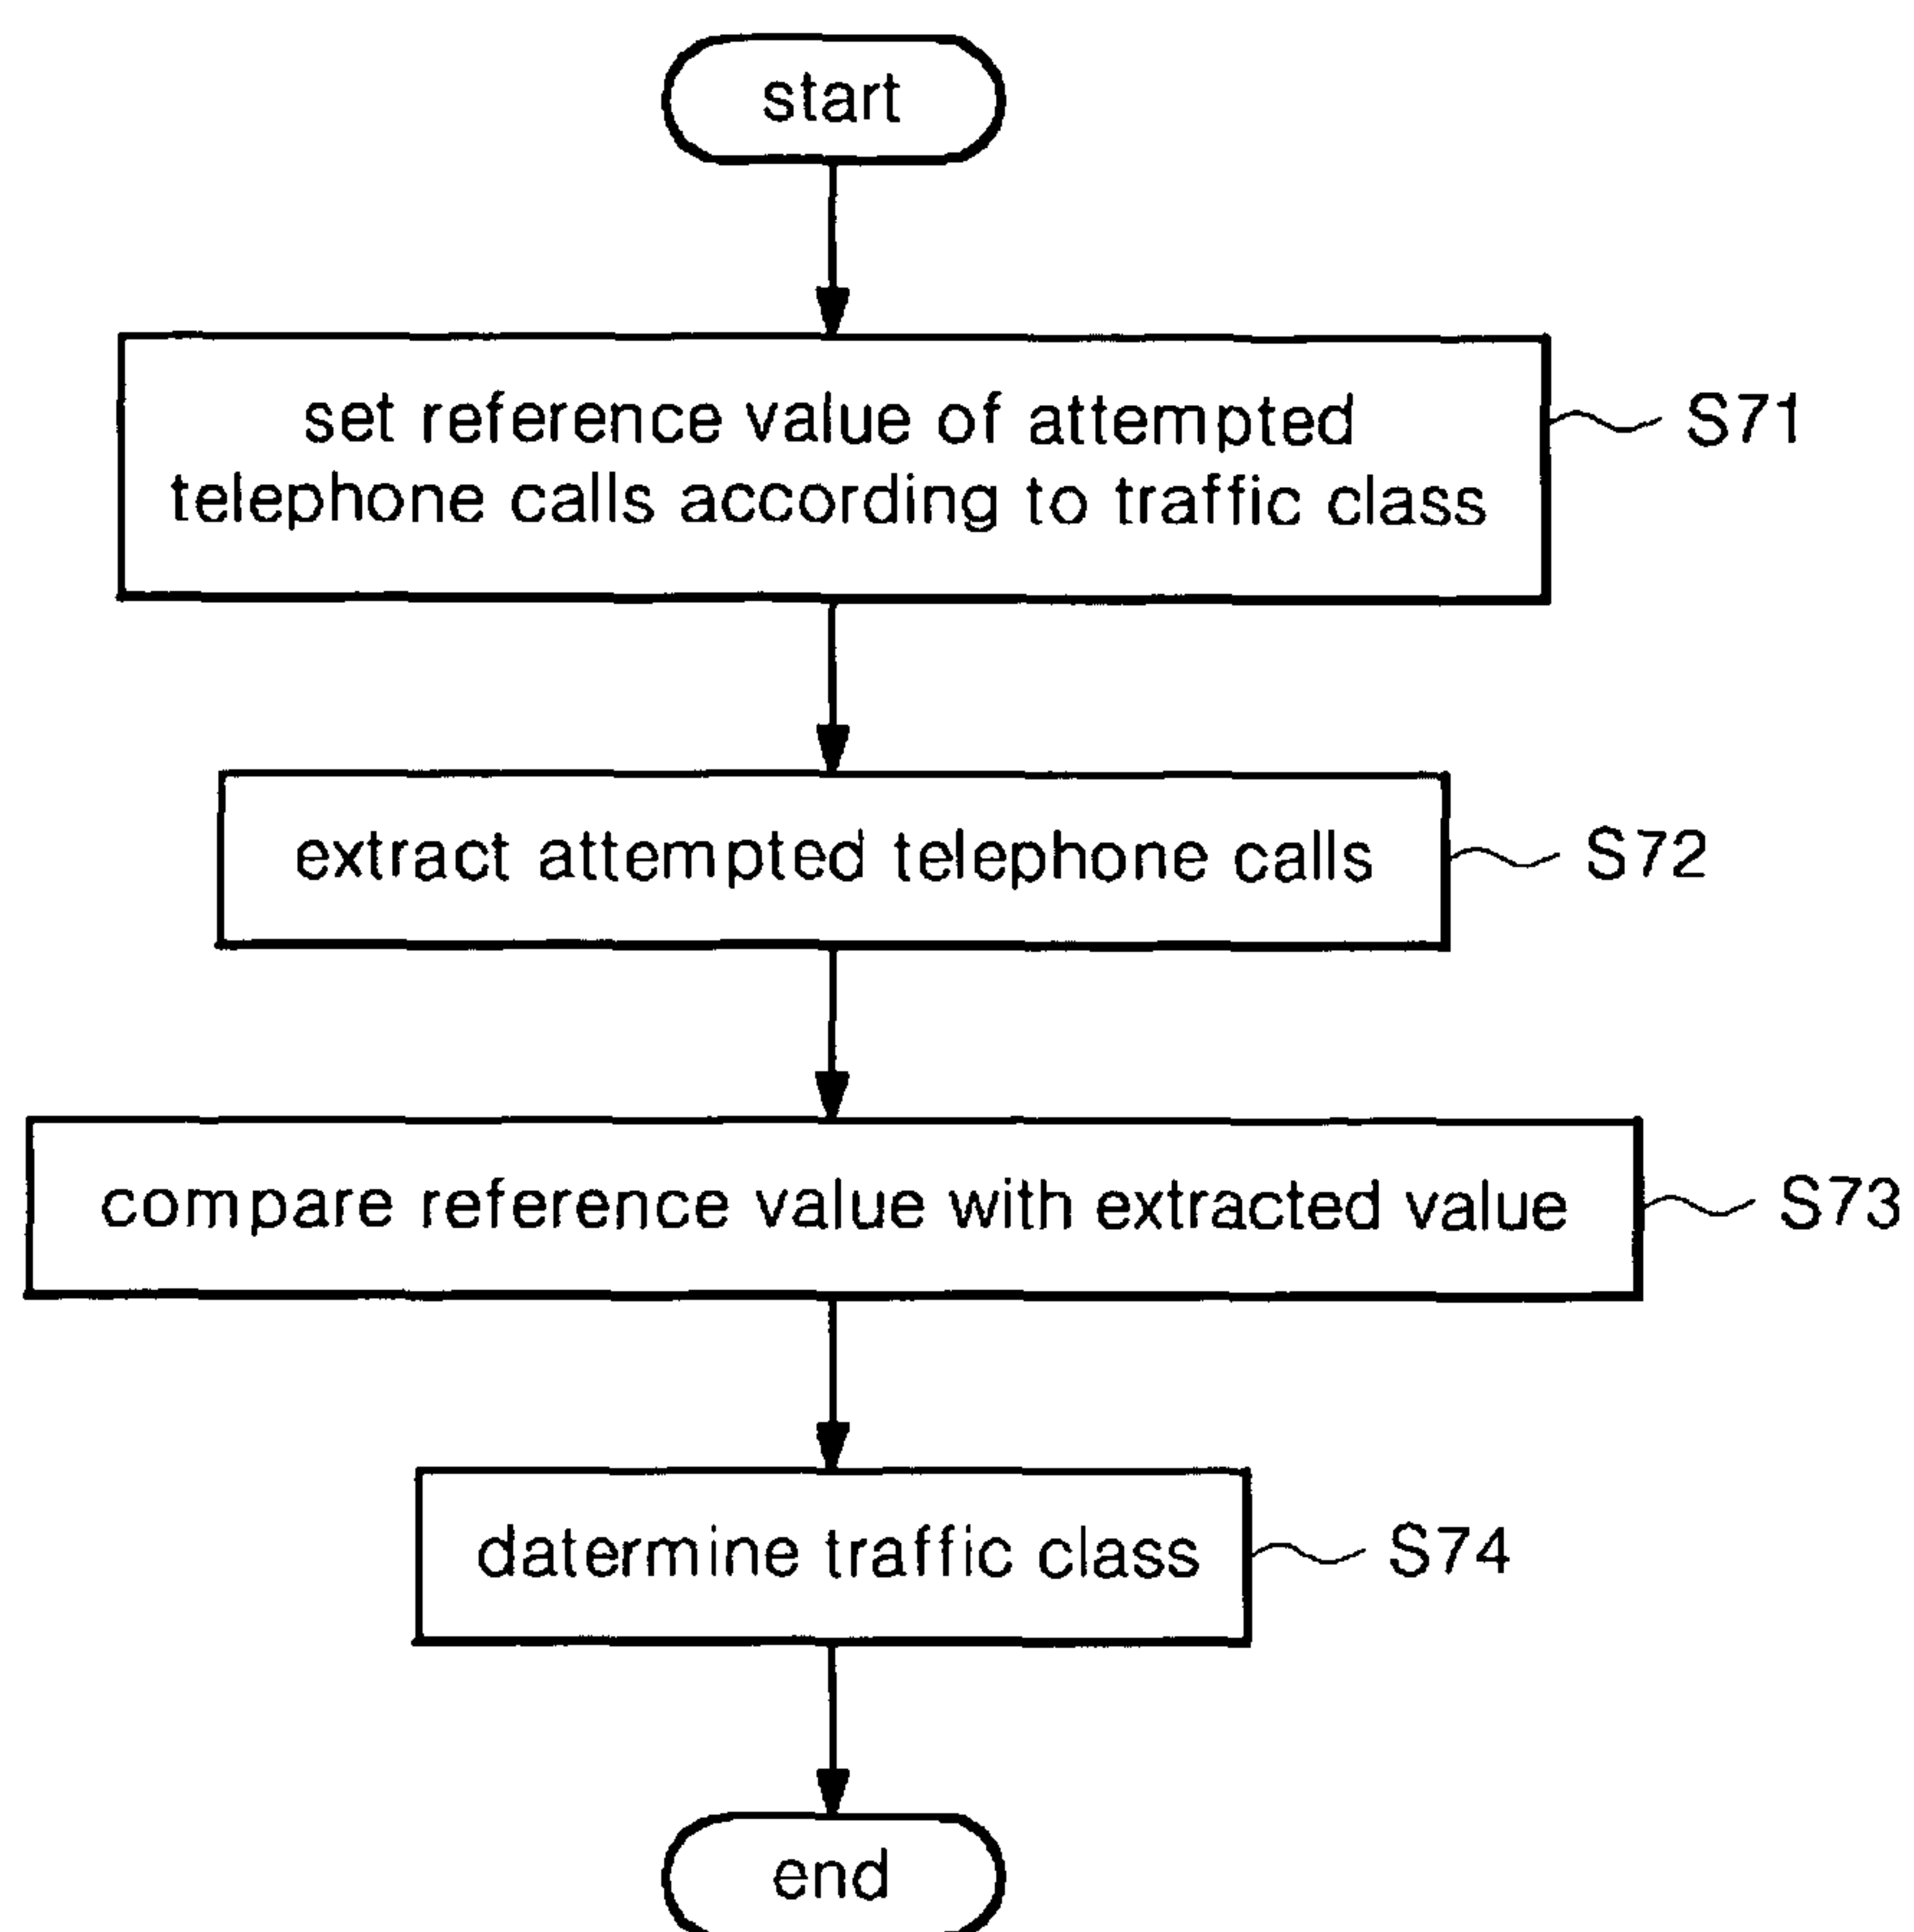 start
set reference value of attempted
telephone calls according to traffic class
S71
extract attempted telephone calls
S72
compare reference value with extracted value
S73
datermine traffic class
S74
end